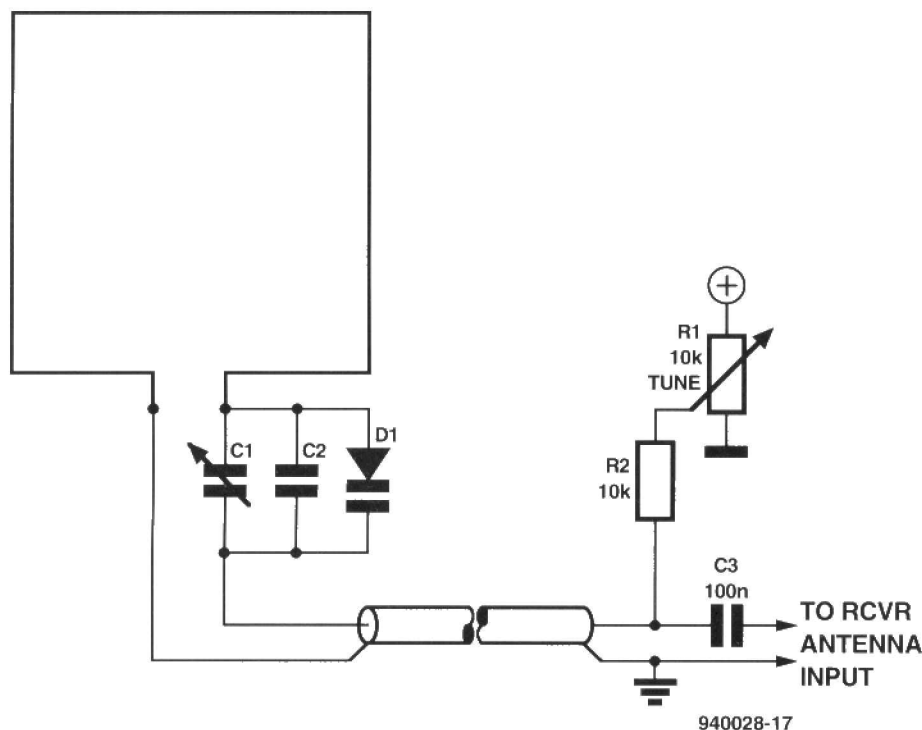 R1
10k
TUNE
C1
C2
D1
R2
10k
C3
100n
TO RCVR
ANTENNA
INPUT
940028-17